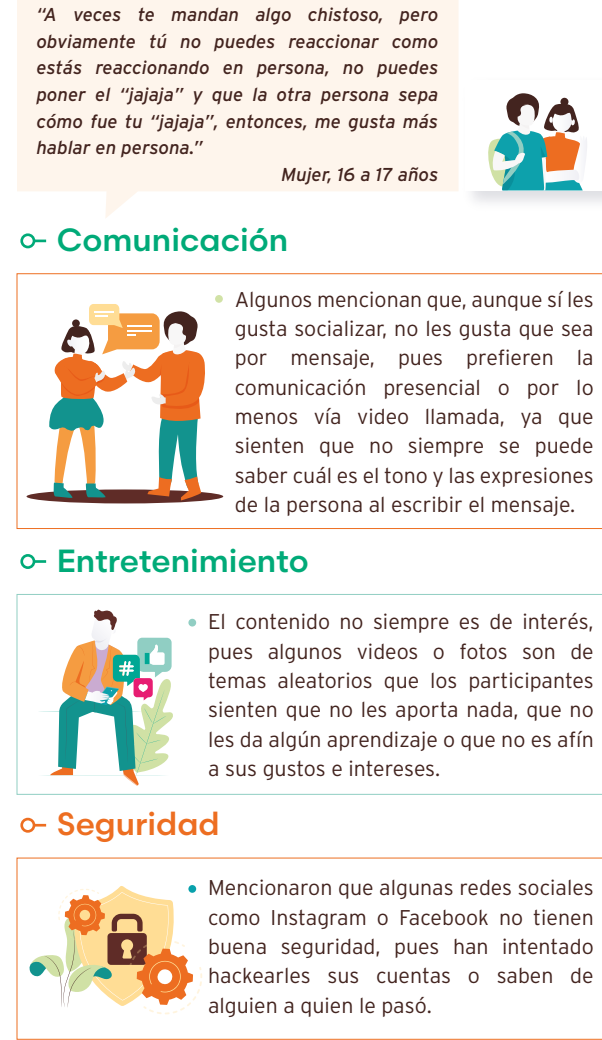 “A veces te mandan algo chistoso, pero
obviamente tú no puedes reaccionar como
estás reaccionando en persona, no puedes
poner el “jajaja” y que la otra persona sepa
cómo fue tu “jajaja”, entonces, me gusta más
hablar en persona.”
Mujer, 16 a 17 años
Comunicación
• Algunos mencionan que, aunque sí les
gusta socializar, no les gusta que sea
por mensaje, pues prefieren la
comunicación presencial o por lo
menos vía video llamada, ya que
sienten que no siempre se puede
saber cuál es el tono y las expresiones
de la persona al escribir el mensaje.
Entretenimiento
• El contenido no siempre es de interés,
pues algunos videos o fotos son de
temas aleatorios que los participantes
sienten que no les aporta nada, que no
les da algún aprendizaje o que no es afín
a sus gustos e intereses.
#
Seguridad
• Mencionaron que algunas redes sociales
como Instagram o Facebook no tienen
buena seguridad, pues han intentado
hackearles sus cuentas o saben de
alguien a quien le pasó.